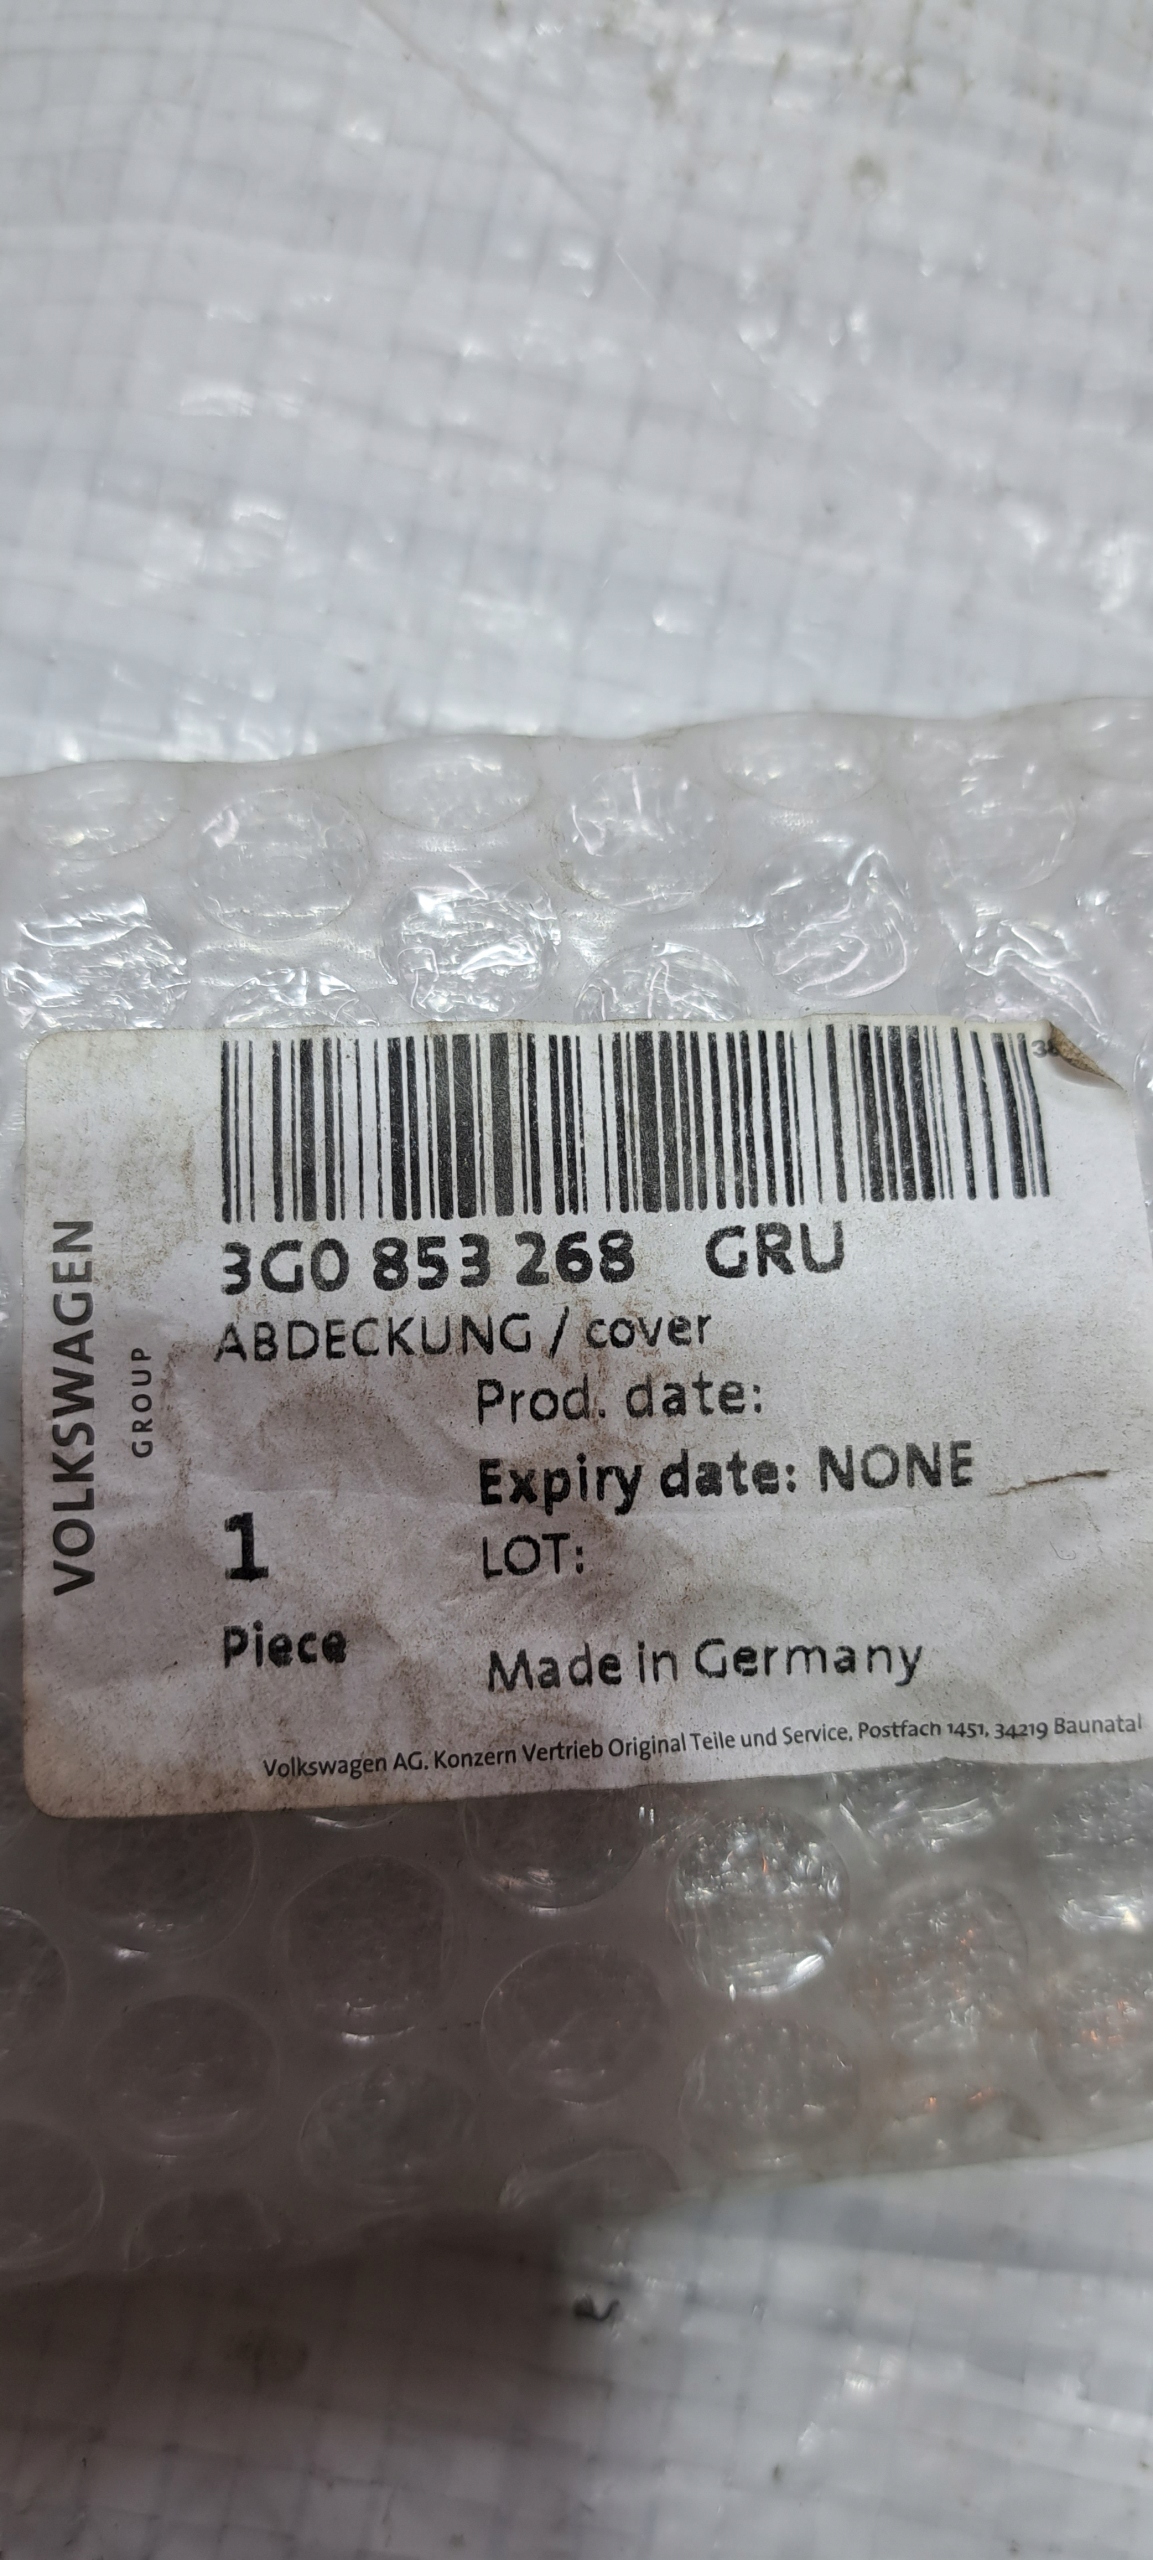 3G0 853 268 GRU
ABDECKUNG / cover
Prod. date:
Expiry date: NONE
LOT:
1
Piece
Made in Germany
Volkswagen AG. Konzern Vertrieb Original Teile und Service, Postfach 1451, 34219 Baunatal
VOLKSWAGEN
GROUP